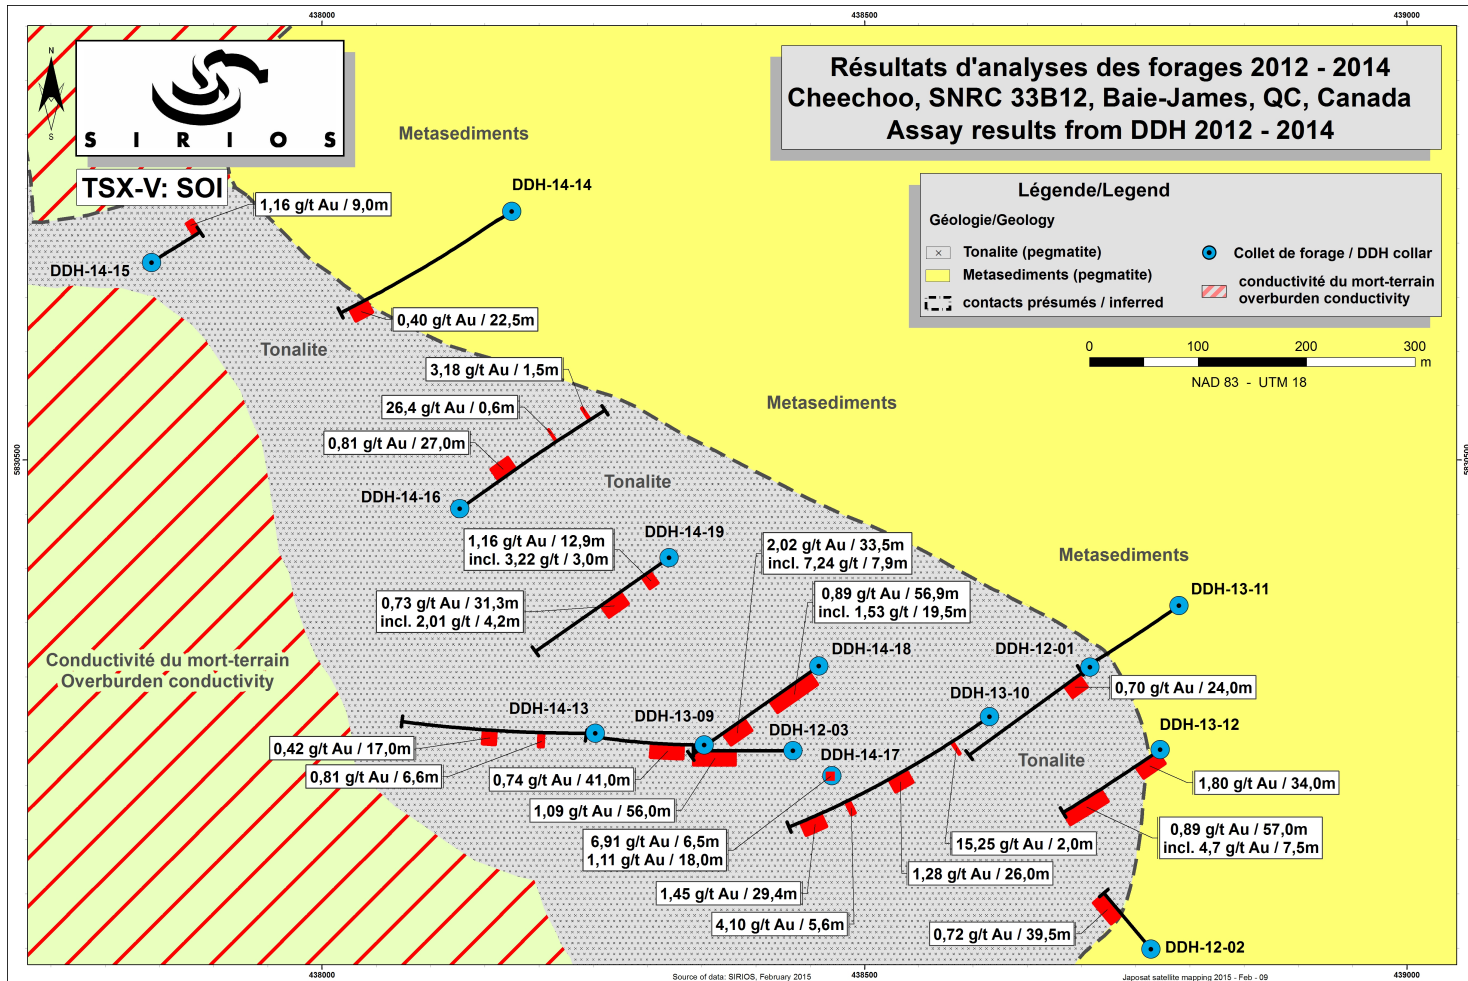 438000
438500
439000
N
S
SIRIOS
TSX-V: SOI
Résultats d'analyses des forages 2012 - 2014
Cheechoo, SNRC 33B12, Baie-James, QC, Canada
Assay results from DDH 2012 - 2014
Légende/Legend
Géologie/Geology
Tonalite (pegmatite)
Metasediments (pegmatite)
contacts présumés / inferred
Collet de forage / DDH collar
conductivité du mort-terrain
overburden conductivity
0 100 200 300
m
NAD 83 - UTM 18
Metasediments
DDH-14-14
1,16 g/t Au / 9,0m
DDH-14-15
0,40 g/t Au / 22,5m
Tonalite
3,18 g/t Au / 1,5m
26,4 g/t Au / 0,6m
0,81 g/t Au / 27,0m
Metasediments
5830500
5830500
DDH-14-16
Tonalite
DDH-14-19
1,16 g/t Au / 12,9m
incl. 3,22 g/t / 3,0m
2,02 g/t Au / 33,5m
incl. 7,24 g/t / 7,9m
Metasediments
0,73 g/t Au / 31,3m
incl. 2,01 g/t / 4,2m
0,89 g/t Au / 56,9m
incl. 1,53 g/t / 19,5m
DDH-13-11
Conductivité du mort-terrain
Overburden conductivity
DDH-14-18
DDH-12-01
0,70 g/t Au / 24,0m
DDH-14-13
DDH-13-09
DDH-13-10
DDH-12-03
DDH-13-12
0,42 g/t Au / 17,0m
DDH-14-17
Tonalite
0,81 g/t Au / 6,6m
0,74 g/t Au / 41,0m
1,80 g/t Au / 34,0m
1,09 g/t Au / 56,0m
6,91 g/t Au / 6,5m
1,11 g/t Au / 18,0m
15,25 g/t Au / 2,0m
0,89 g/t Au / 57,0m
incl. 4,7 g/t Au / 7,5m
1,28 g/t Au / 26,0m
1,45 g/t Au / 29,4m
4,10 g/t Au / 5,6m
0,72 g/t Au / 39,5m
DDH-12-02
438000
438500
439000
Source of data: SIRIOS, February 2015
Japosat satellite mapping 2015 - Feb - 09